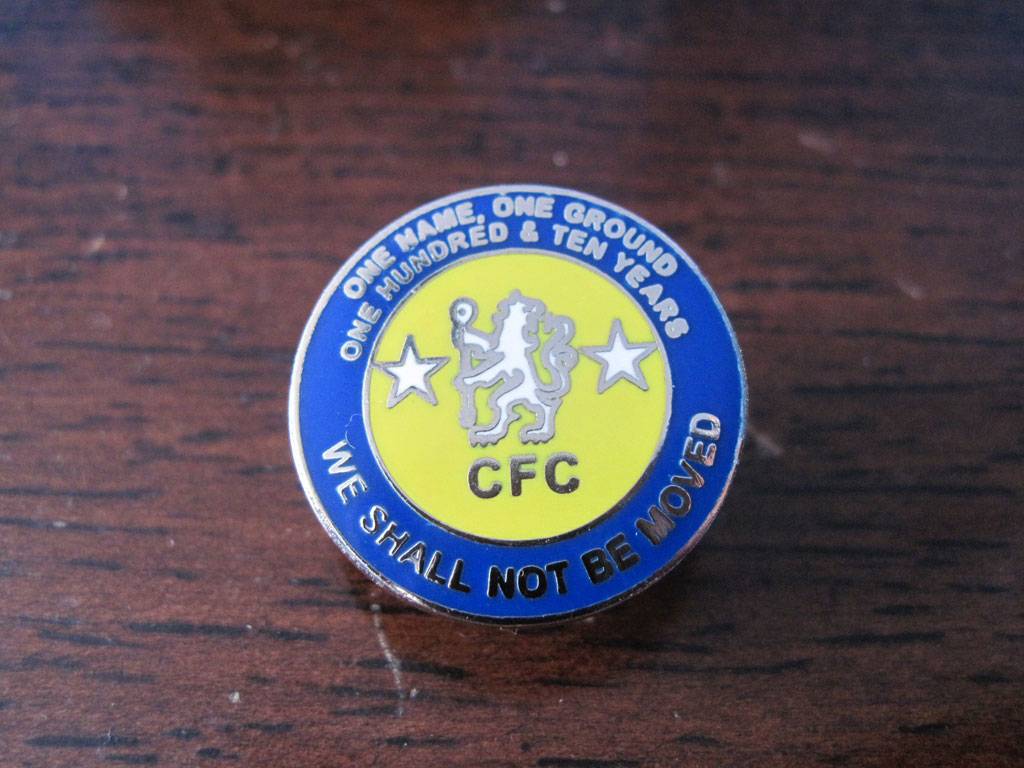 ONE NAME, ONE GROUND
ONE HUNDRED & TEN YEARS
CFC
WE SHALL NOT BE MOVED